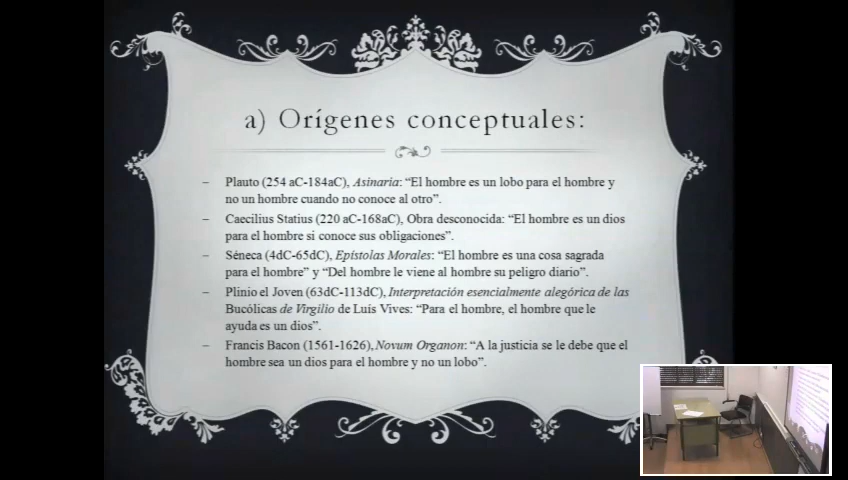 a) Orígenes conceptuales:
– Plauto (254 aC-184aC), Asinaria: “El hombre es un lobo para el hombre y
no un hombre cuando no conoce al otro”.
– Caecilius Statius (220 aC-168aC), Obra desconocida: “El hombre es un dios
para el hombre si conoce sus obligaciones”.
– Séneca (4dC-65dC), Epístolas Morales: “El hombre es una cosa sagrada
para el hombre” y “Del hombre le viene al hombre su peligro diario”.
– Plinio el Joven (63dC-113dC), Interpretación esencialmente alegórica de las
Bucólicas de Virgilio de Luís Vives: “Para el hombre, el hombre que le
ayuda es un dios”.
– Francis Bacon (1561-1626), Novum Organon: “A la justicia se le debe que el
hombre sea un dios para el hombre y no un lobo”.